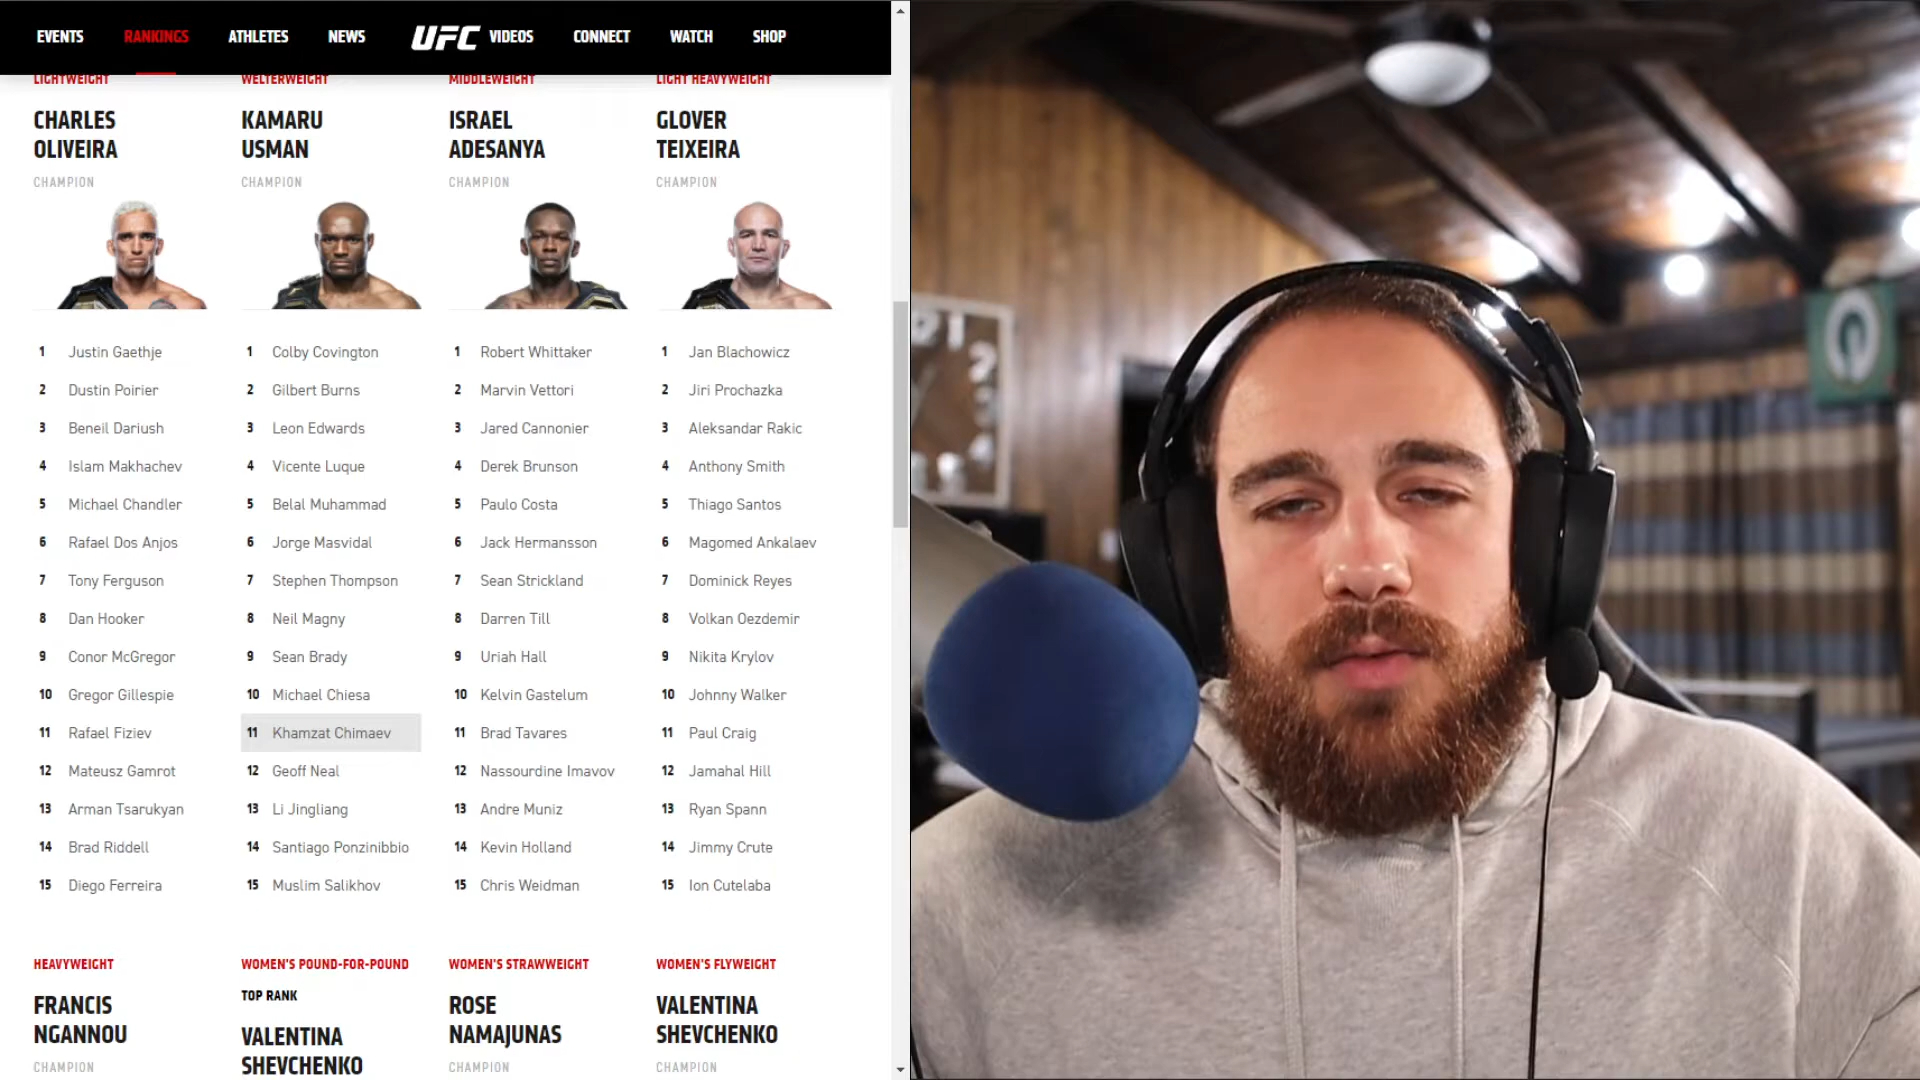 EVENTS
RANKINGS
ATHLETES
NEWS
UFC
VIDEOS
CONNECT
WATCH
SHOP
LIGHTWEIGHT
CHARLES
OLIVEIRA
CHAMPION
1 Justin Gaethje
2 Dustin Poirier
3 Beneil Dariush
4 Islam Makhachev
5 Michael Chandler
6 Rafael Dos Anjos
7 Tony Ferguson
8 Dan Hooker
9 Conor McGregor
10 Gregor Gillespie
11 Rafael Fiziev
12 Mateusz Gamrot
13 Arman Tsarukyan
14 Brad Riddell
15 Diego Ferreira
WELTERWEIGHT
KAMARU
USMAN
CHAMPION
1 Colby Covington
2 Gilbert Burns
3 Leon Edwards
4 Vicente Luque
5 Belal Muhammad
6 Jorge Masvidal
7 Stephen Thompson
8 Neil Magny
9 Sean Brady
10 Michael Chiesa
11 Khamzat Chimaev
12 Geoff Neal
13 Li Jingliang
14 Santiago Ponzinibbio
15 Muslim Salikhov
MIDDLEWEIGHT
ISRAEL
ADESANYA
CHAMPION
1 Robert Whittaker
2 Marvin Vettori
3 Jared Cannonier
4 Derek Brunson
5 Paulo Costa
6 Jack Hermansson
7 Sean Strickland
8 Darren Till
9 Uriah Hall
10 Kelvin Gastelum
11 Brad Tavares
12 Nassourdine Imavov
13 Andre Muniz
14 Kevin Holland
15 Chris Weidman
LIGHT HEAVYWEIGHT
GLOVER
TEIXEIRA
CHAMPION
1 Jan Blachowicz
2 Jiri Prochazka
3 Aleksandar Rakic
4 Anthony Smith
5 Thiago Santos
6 Magomed Ankalaev
7 Dominick Reyes
8 Volkan Oezdemir
9 Nikita Krylov
10 Johnny Walker
11 Paul Craig
12 Jamahal Hill
13 Ryan Spann
14 Jimmy Crute
15 Ion Cutelaba
HEAVYWEIGHT
FRANCIS
NGANNOU
CHAMPION
WOMEN'S POUND-FOR-POUND
TOP RANK
VALENTINA
SHEVCHENKO
WOMEN'S STRAWWEIGHT
ROSE
NAMAJUNAS
CHAMPION
WOMEN'S FLYWEIGHT
VALENTINA
SHEVCHENKO
CHAMPION